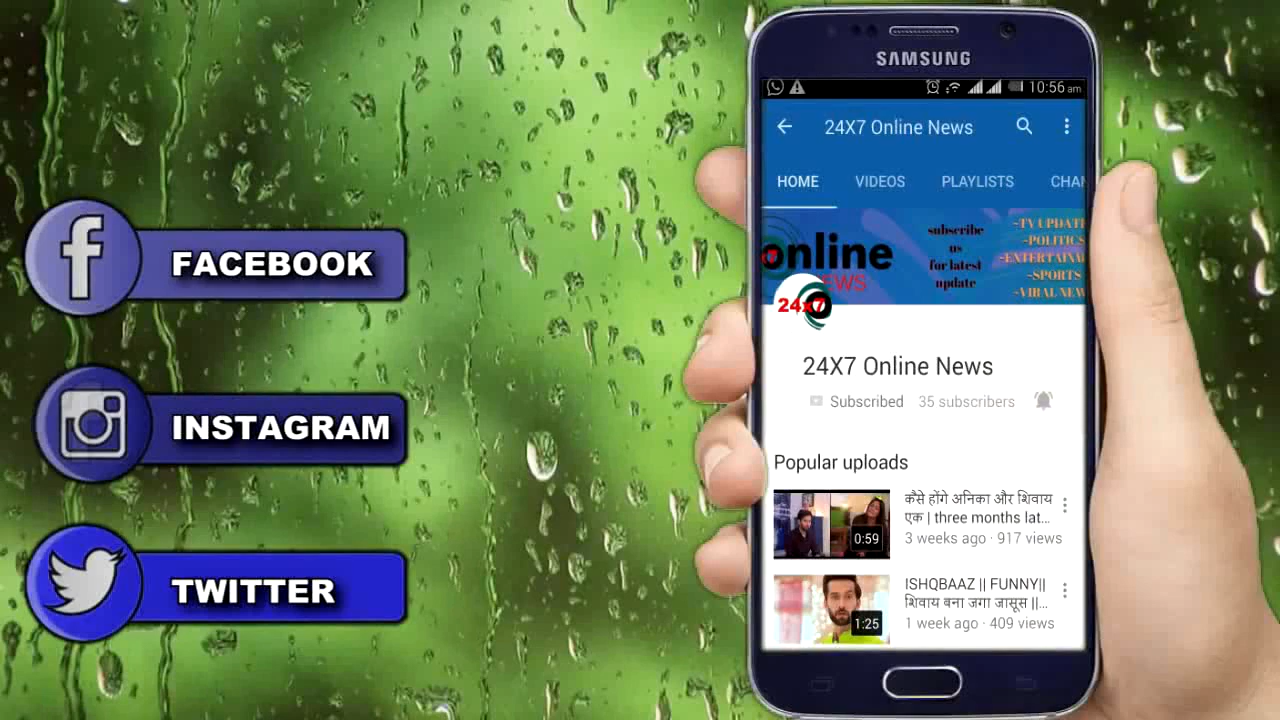 FACEBOOK
INSTAGRAM
TWITTER
SAMSUNG
10:56 am
24X7 Online News
HOME VIDEOS PLAYLISTS CHAN
online
NEWS
24x7
subscribe
us
for latest
update
~TV UPDATE
~POLITICS
~ENTERTAINM
~SPORTS
~VIRAL NEW
24X7 Online News
Subscribed 35 subscribers
Popular uploads
0:59
कैसे होंगे अनिका और शिवाय
एक | three months lat...
3 weeks ago · 917 views
1:25
ISHQBAAZ || FUNNY||
शिवाय बना जगा जासूस ||...
1 week ago · 409 views